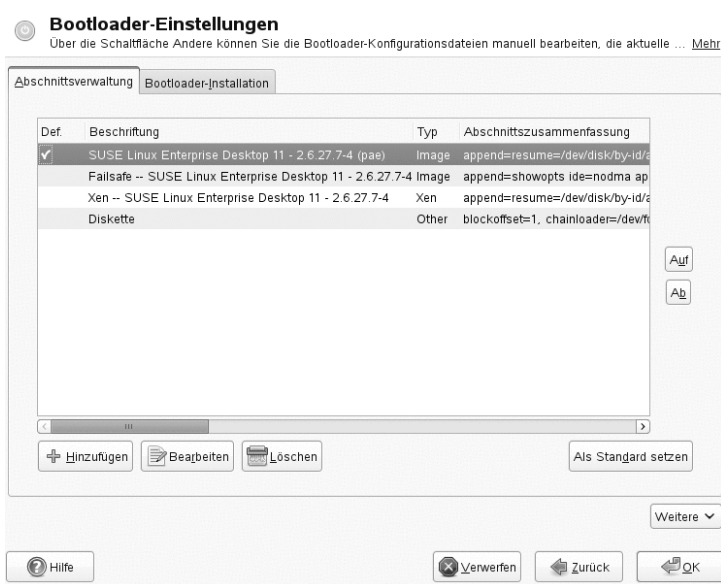 Bootloader-Einstellungen
Über die Schaltfläche Andere können Sie die Bootloader-Konfigurationsdateien manuell bearbeiten, die aktuelle ... Mehr
Abschnittsverwaltung Bootloader-Installation
Def. Beschriftung Typ Abschnittszusammenfassung
SUSE Linux Enterprise Desktop 11 - 2.6.27.7-4 (pae) Image append=resume=/dev/disk/by-id/a
Failsafe -- SUSE Linux Enterprise Desktop 11 - 2.6.27.7-4 Image append=showopts ide=nodma ap
Xen -- SUSE Linux Enterprise Desktop 11 - 2.6.27.7-4 Xen append=resume=/dev/disk/by-id/a
Diskette Other blockoffset=1, chainloader=/dev/fd
Auf
Ab
Hinzufügen Bearbeiten Löschen Als Standard setzen
Weitere
Hilfe Verwerfen Zurück OK